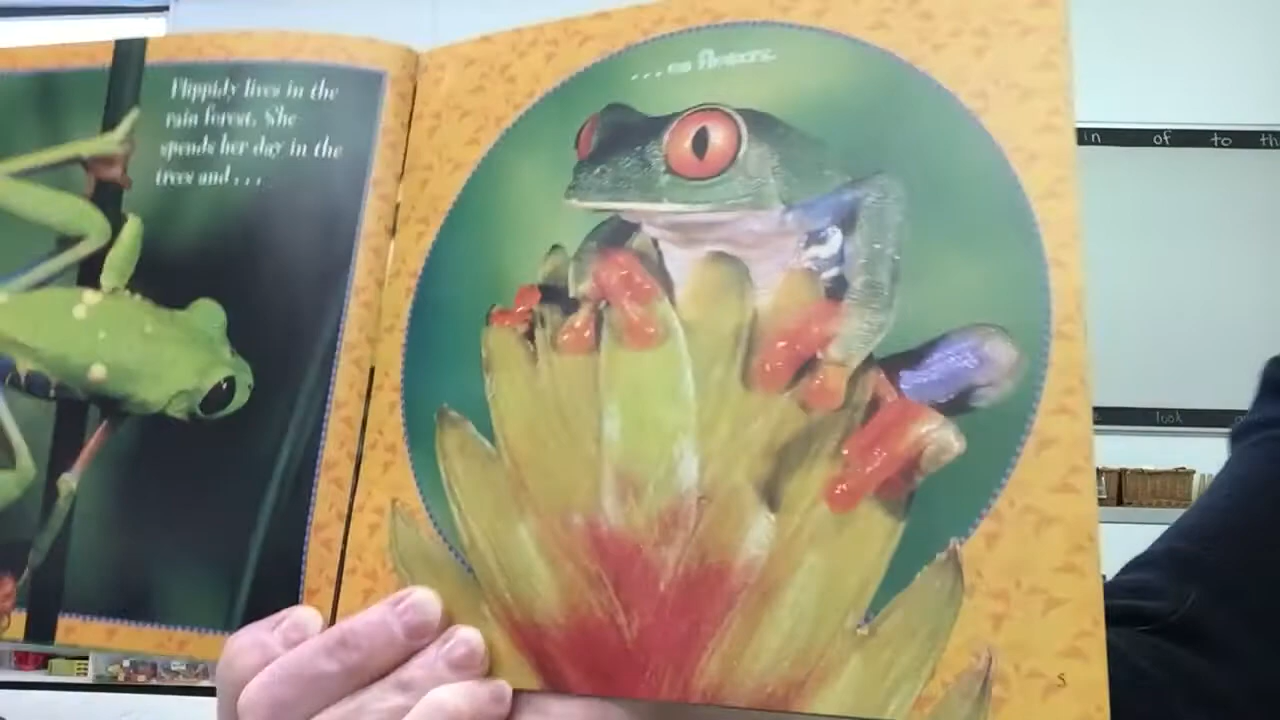 Flippidy lives in the
rain forest. She
spends her day in the
trees and . . .
. . . on flowers.
5
in of to th
look